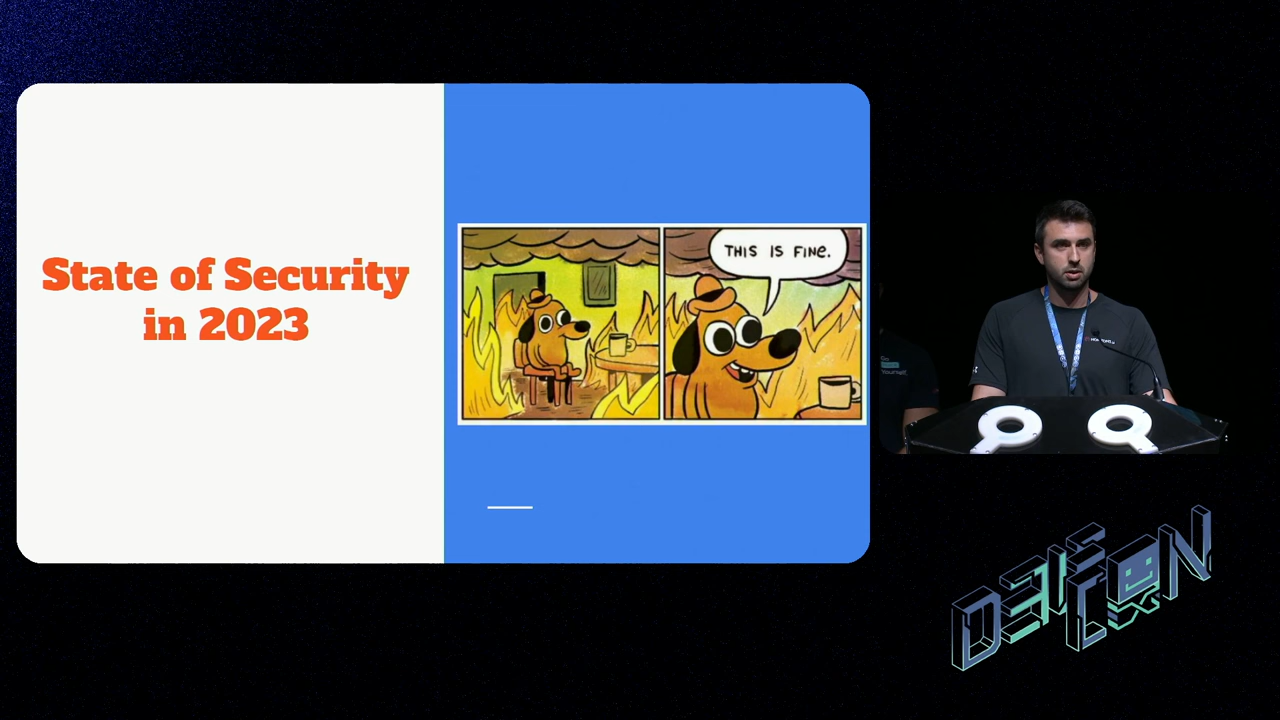 State of Security
in 2023
THIS IS FINE.
DEF
CON